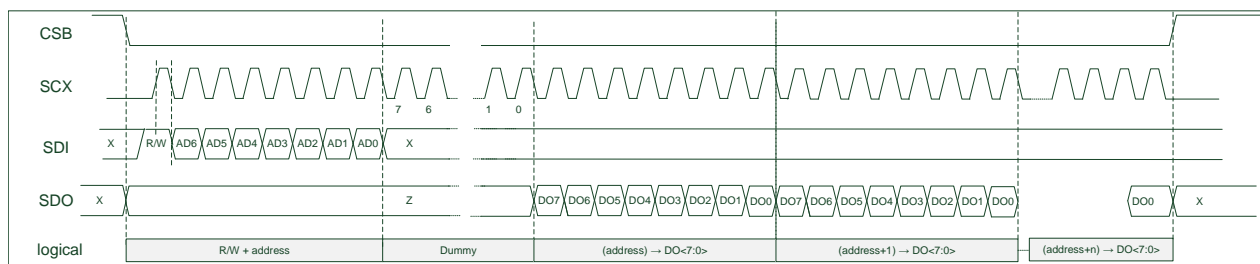 CSB
SCX
7 6 1 0
SDI X R/W AD6 AD5 AD4 AD3 AD2 AD1 AD0 X
SDO X Z DO7 DO6 DO5 DO4 DO3 DO2 DO1 DO0 DO7 DO6 DO5 DO4 DO3 DO2 DO1 DO0 DO0 X
logical R/W + address Dummy (address) → DO<7:0> (address+1) → DO<7:0> (address+n) → DO<7:0>